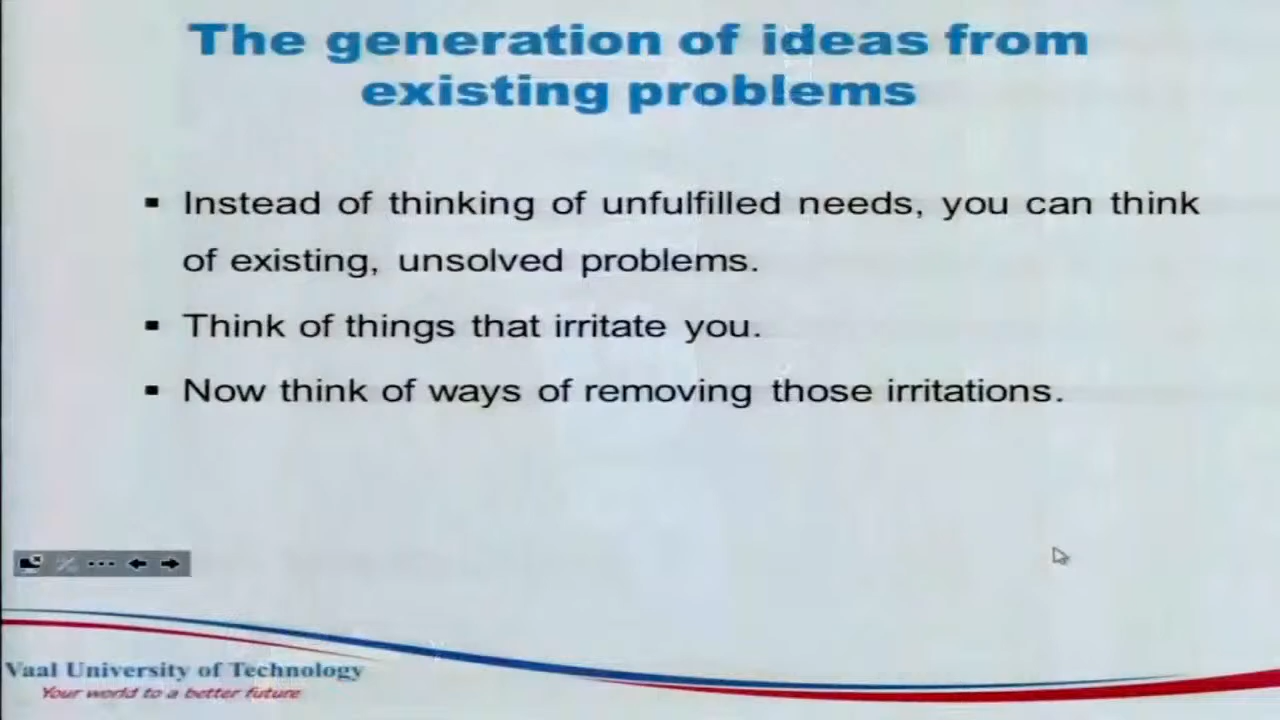 The generation of ideas from
existing problems
▪ Instead of thinking of unfulfilled needs, you can think
of existing, unsolved problems.
▪ Think of things that irritate you.
▪ Now think of ways of removing those irritations.
Vaal University of Technology
Your world to a better future